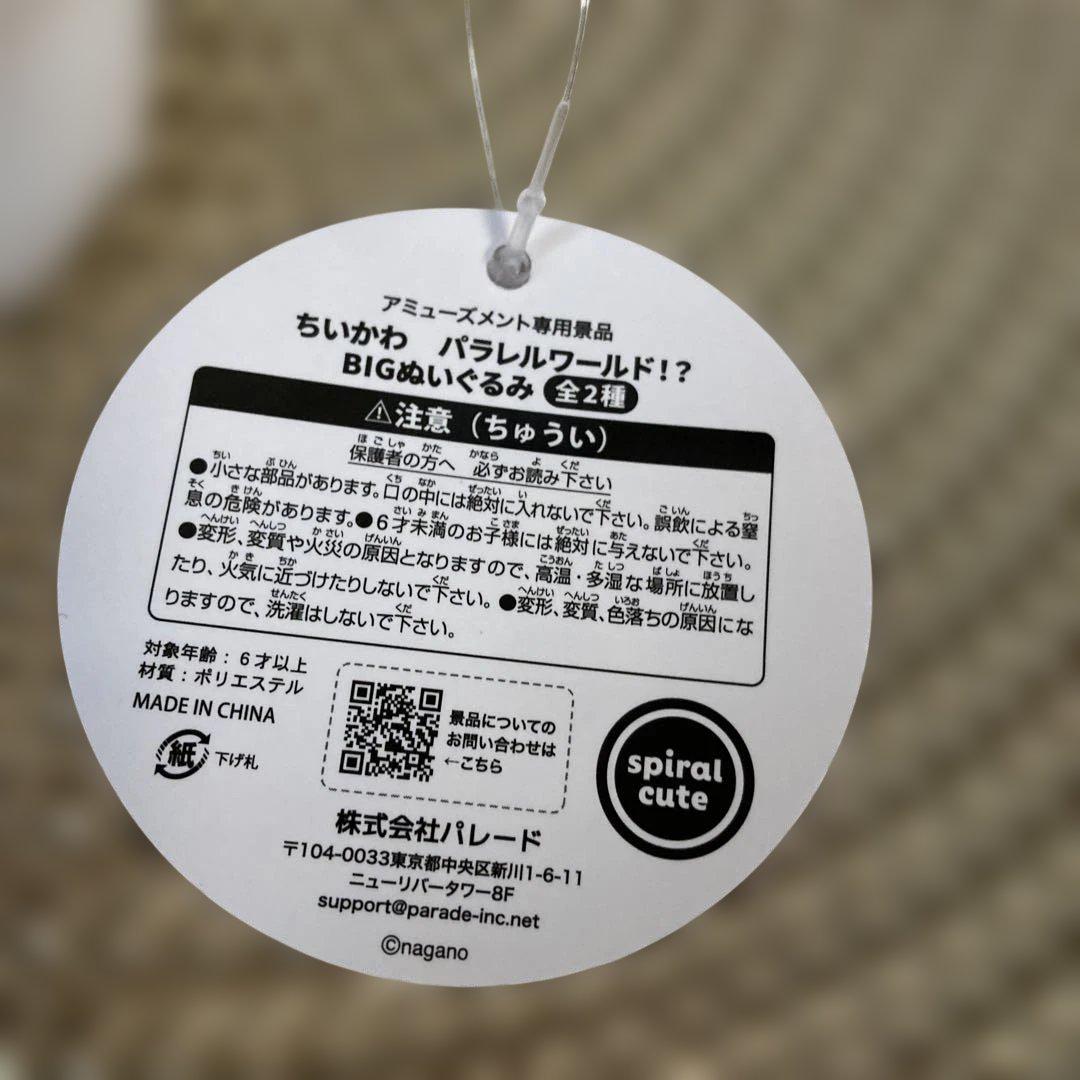 アミューズメント専用景品
ちいかわ　パラレルワールド!?
BIGぬいぐるみ 全2種
⚠注意（ちゅうい）
保護者の方へ　必ずお読み下さい
●小さな部品があります。口の中には絶対に入れないで下さい。誤飲による窒
息の危険があります。●6才未満のお子様には絶対に与えないで下さい。
●変形、変質や火災の原因となりますので、高温・多湿な場所に放置し
たり、火気に近づけたりしないで下さい。●変形、変質、色落ちの原因にな
りますので、洗濯はしないで下さい。
対象年齢：6才以上
材質：ポリエステル
MADE IN CHINA
紙 下げ札
景品についての
お問い合わせは
←こちら
spiral
cute
株式会社パレード
〒104-0033東京都中央区新川1-6-11
ニューリバータワー8F
support@parade-inc.net
©nagano